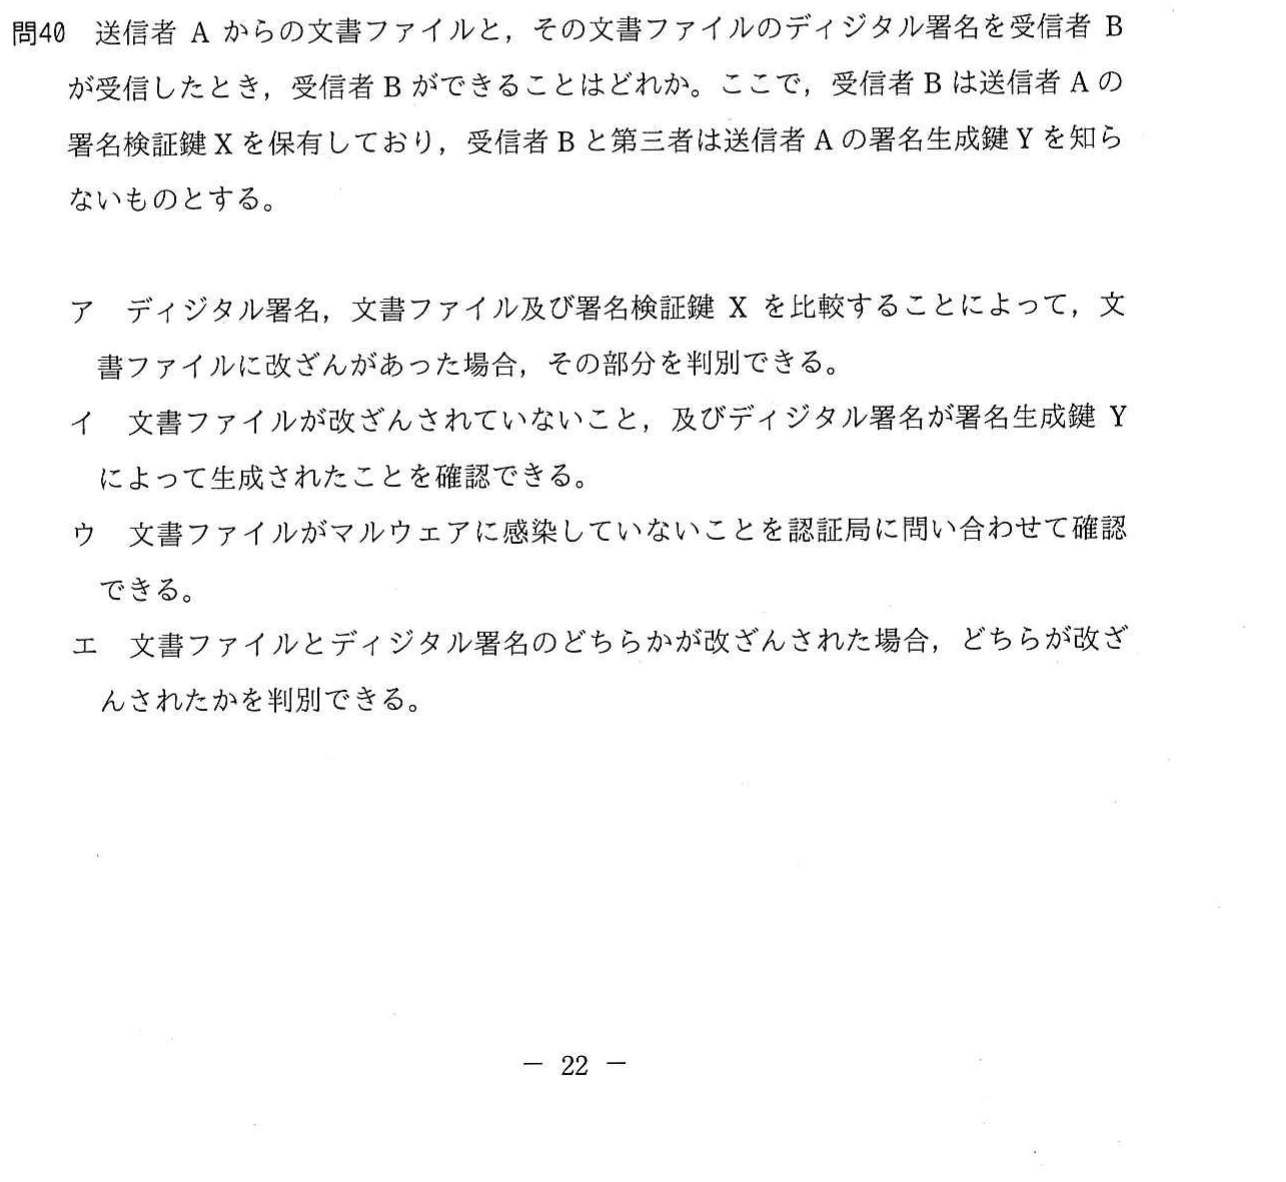 問40 送信者 A からの文書ファイルと，その文書ファイルのディジタル署名を受信者 B
が受信したとき，受信者 B ができることはどれか。ここで，受信者 B は送信者 A の
署名検証鍵 X を保有しており，受信者 B と第三者は送信者 A の署名生成鍵 Y を知ら
ないものとする。
ア ディジタル署名，文書ファイル及び署名検証鍵 X を比較することによって，文
書ファイルに改ざんがあった場合，その部分を判別できる。
イ 文書ファイルが改ざんされていないこと，及びディジタル署名が署名生成鍵 Y
によって生成されたことを確認できる。
ウ 文書ファイルがマルウェアに感染していないことを認証局に問い合わせて確認
できる。
エ 文書ファイルとディジタル署名のどちらかが改ざんされた場合，どちらが改ざ
んされたかを判別できる。
－ 22 －